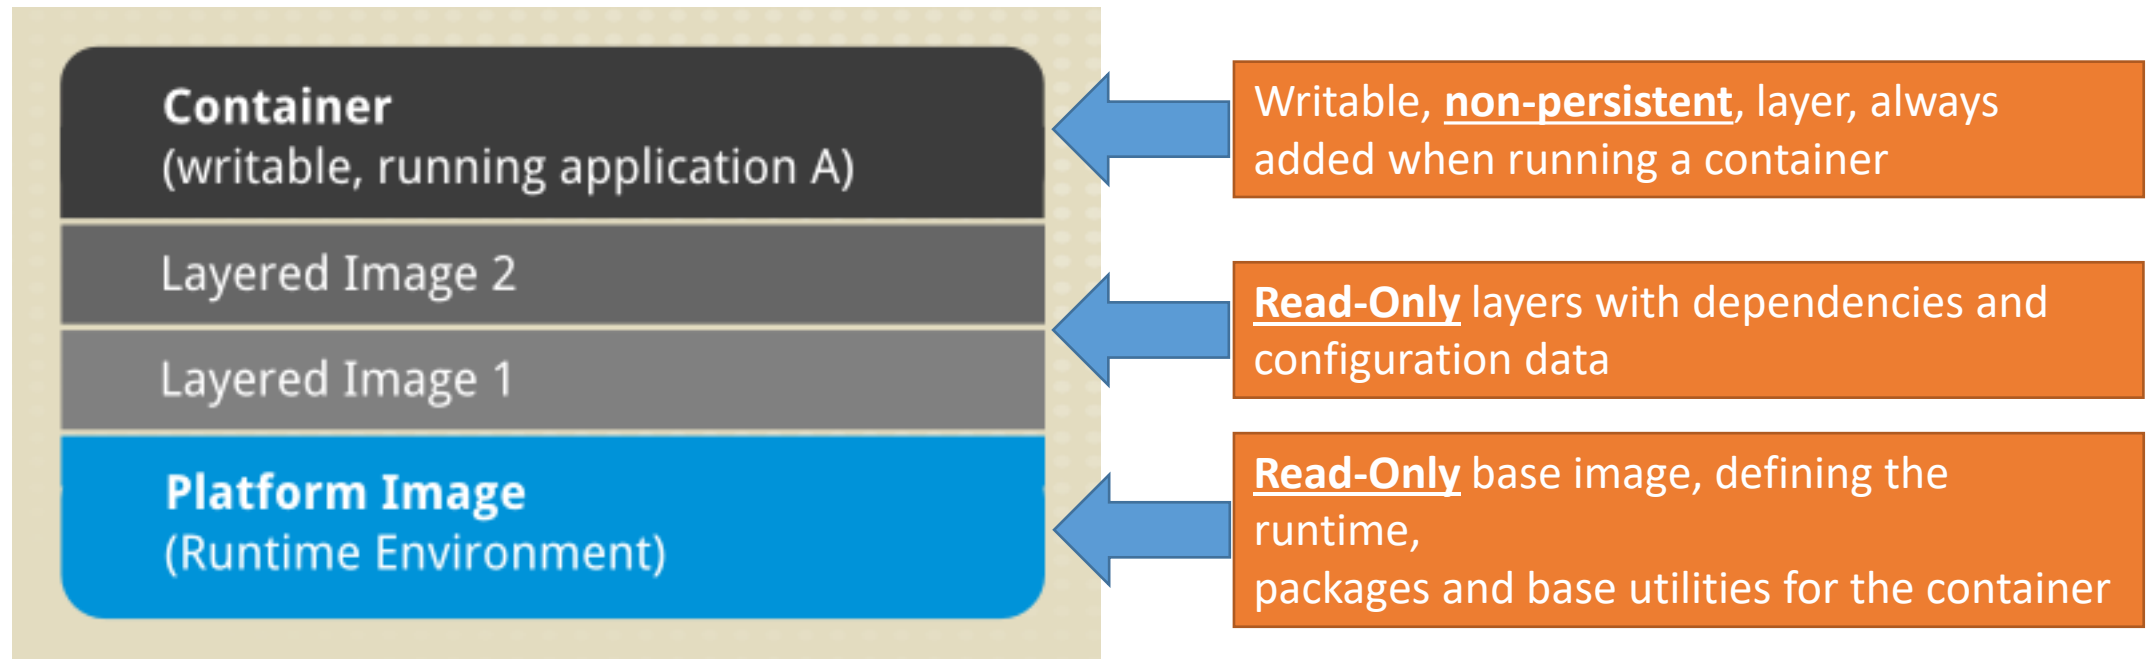 Container
(writable, running application A)
Layered Image 2
Layered Image 1
Platform Image
(Runtime Environment)
Writable, non-persistent, layer, always
added when running a container
Read-Only layers with dependencies and
configuration data
Read-Only base image, defining the
runtime,
packages and base utilities for the container